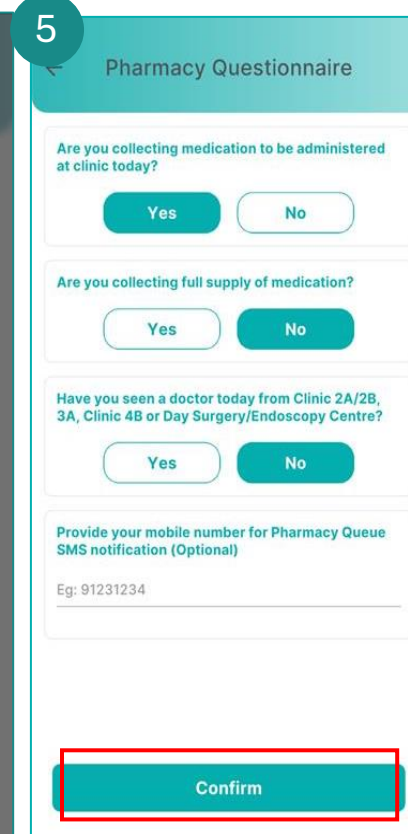 5
Pharmacy Questionnaire
Are you collecting medication to be administered
at clinic today?
Yes No
Are you collecting full supply of medication?
Yes No
Have you seen a doctor today from Clinic 2A/2B,
3A, Clinic 4B or Day Surgery/Endoscopy Centre?
Yes No
Provide your mobile number for Pharmacy Queue
SMS notification (Optional)
Eg: 91231234
Confirm